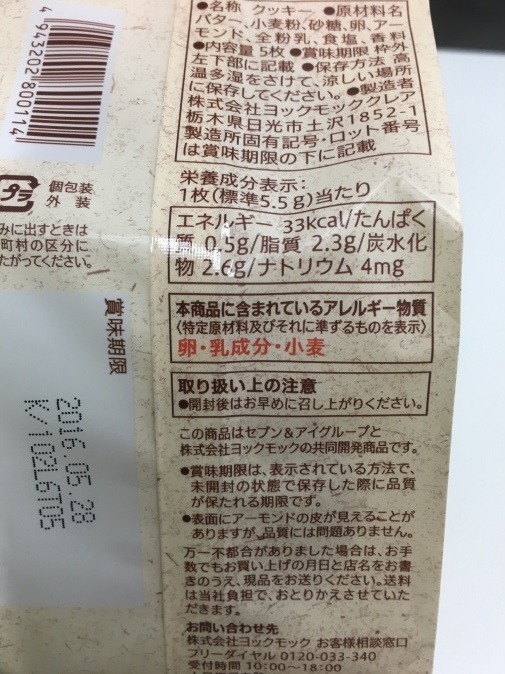 ●名称 クッキー ●原材料名
バター、小麦粉、砂糖、卵、アー
モンド、全粉乳、食塩、香料
●内容量 5枚 ●賞味期限 枠外
左下部に記載 ●保存方法 高
温多湿をさけて、涼しい場所
に保存してください。●製造者
株式会社ヨックモッククレア
栃木県日光市土沢1852-1
製造所固有記号・ロット番号
は賞味期限の下に記載
栄養成分表示:
1枚(標準5.5g)当たり
エネルギー 33kcal/たんぱく
質 0.5g/脂質 2.3g/炭水化
物 2.6g/ナトリウム 4mg
本商品に含まれているアレルギー物質
〈特定原材料及びそれに準ずるものを表示〉
卵・乳成分・小麦
取り扱い上の注意
●開封後はお早めに召し上がりください。
この商品はセブン&アイグループと
株式会社ヨックモックの共同開発商品です。
●賞味期限は、表示されている方法で、
未開封の状態で保存した際に品質
が保たれる期限です。
●表面にアーモンドの皮が見えることが
ありますが、品質には問題ありません。
万一不都合がありました場合は、お手
数でもお買い上げの月日と店名をお書
きのうえ、現品をお送りください。送料
は当社負担で、おとりかえさせていた
だきます。
お問い合わせ先
株式会社ヨックモック お客様相談窓口
フリーダイヤル 0120-033-340
受付時間 10:00〜18:00
4943202800114
プラ
個包装
外装
みに出すときは
町村の区分に
たがってください。
賞味期限
2016.05.28
K/102L6T05